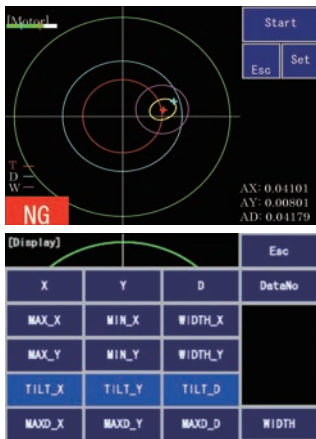 [Motor]
Start
Esc
Set
T
D
W
NG
AX: 0.04101
AY: 0.00801
AD: 0.04179
[Display]
Esc
X Y D DataNo
MAX_X MIN_X WIDTH_X
MAX_Y MIN_Y WIDTH_Y
TILT_X TILT_Y TILT_D
MAXD_X MAXD_Y MAXD_D WIDTH